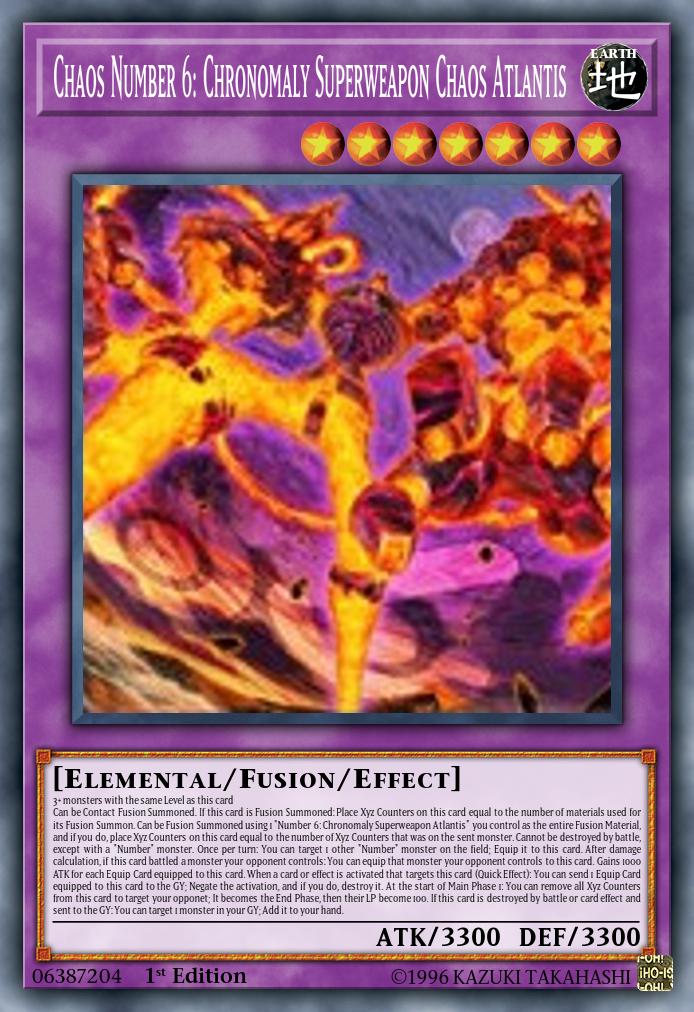 Chaos Number 6: Chronomaly Superweapon Chaos Atlantis
EARTH
地
[Elemental/Fusion/Effect]
3+ monsters with the same Level as this card
Can be Contact Fusion Summoned. If this card is Fusion Summoned: Place Xyz Counters on this card equal to the number of materials used for
its Fusion Summon. Can be Fusion Summoned using 1 "Number 6: Chronomaly Superweapon Atlantis" you control as the entire Fusion Material,
and if you do, place Xyz Counters on this card equal to the number of Xyz Counters that was on the sent monster. Cannot be destroyed by battle,
except with a "Number" monster. Once per turn: You can target 1 other "Number" monster on the field; Equip it to this card. After damage
calculation, if this card battled a monster your opponent controls: You can equip that monster your opponent controls to this card. Gains 1000
ATK for each Equip Card equipped to this card. When a card or effect is activated that targets this card (Quick Effect): You can send 1 Equip Card
equipped to this card to the GY; Negate the activation, and if you do, destroy it. At the start of Main Phase 1: You can remove all Xyz Counters
from this card to target your opponet; It becomes the End Phase, then their LP become 100. If this card is destroyed by battle or card effect and
sent to the GY: You can target 1 monster in your GY; Add it to your hand.
ATK/3300 DEF/3300
06387204 1st Edition ©1996 KAZUKI TAKAHASHI